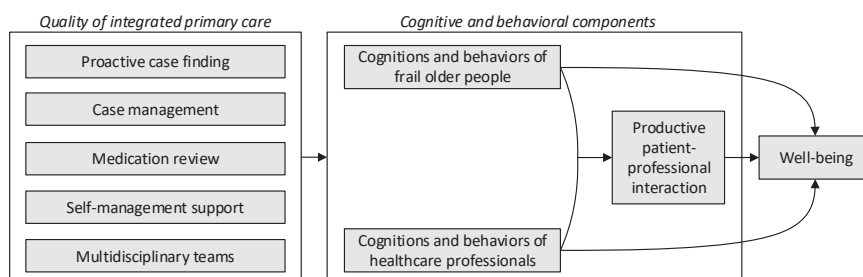 Quality of integrated primary care
Proactive case finding
Case management
Medication review
Self-management support
Multidisciplinary teams
Cognitive and behavioral components
Cognitions and behaviors of
frail older people
Productive
patient-
professional
interaction
Cognitions and behaviors of
healthcare professionals
Well-being